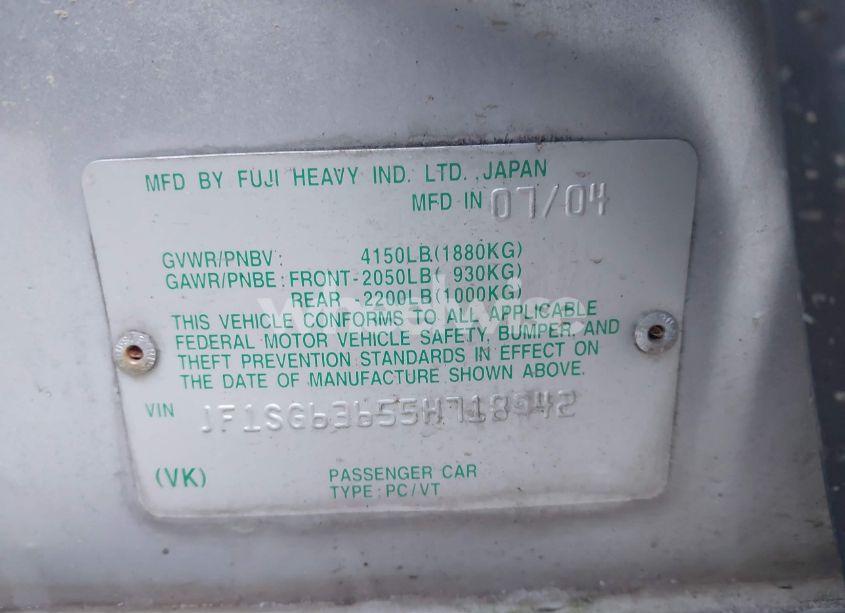 MFD BY FUJI HEAVY IND. LTD. JAPAN
MFD IN 07/04
GVWR/PNBV: 4150LB(1880KG)
GAWR/PNBE: FRONT-2050LB( 930KG)
REAR -2200LB(1000KG)
THIS VEHICLE CONFORMS TO ALL APPLICABLE
FEDERAL MOTOR VEHICLE SAFETY, BUMPER, AND
THEFT PREVENTION STANDARDS IN EFFECT ON
THE DATE OF MANUFACTURE SHOWN ABOVE.
VIN JF1SG63655H718942
(VK) PASSENGER CAR
TYPE: PC/VT